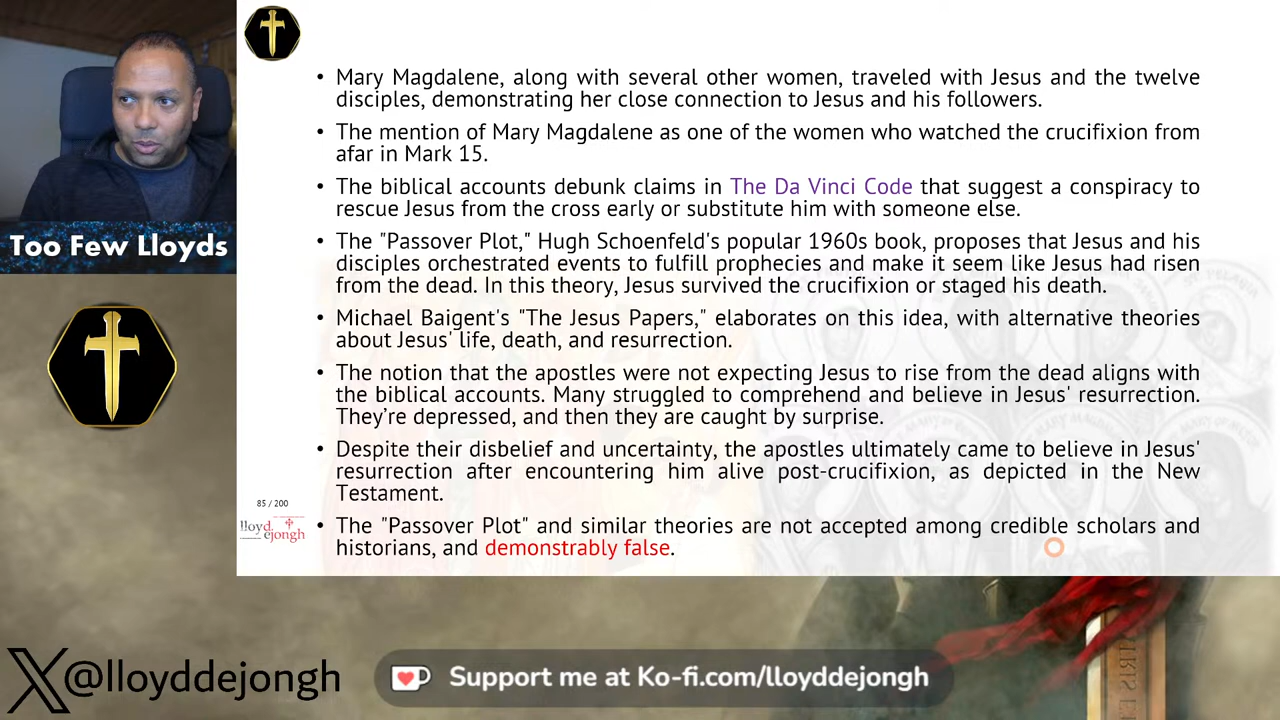 • Mary Magdalene, along with several other women, traveled with Jesus and the twelve
disciples, demonstrating her close connection to Jesus and his followers.
• The mention of Mary Magdalene as one of the women who watched the crucifixion from
afar in Mark 15.
• The biblical accounts debunk claims in The Da Vinci Code that suggest a conspiracy to
rescue Jesus from the cross early or substitute him with someone else.
• The "Passover Plot," Hugh Schoenfeld's popular 1960s book, proposes that Jesus and his
disciples orchestrated events to fulfill prophecies and make it seem like Jesus had risen
from the dead. In this theory, Jesus survived the crucifixion or staged his death.
• Michael Baigent's "The Jesus Papers," elaborates on this idea, with alternative theories
about Jesus' life, death, and resurrection.
• The notion that the apostles were not expecting Jesus to rise from the dead aligns with
the biblical accounts. Many struggled to comprehend and believe in Jesus' resurrection.
They’re depressed, and then they are caught by surprise.
• Despite their disbelief and uncertainty, the apostles ultimately came to believe in Jesus'
resurrection after encountering him alive post-crucifixion, as depicted in the New
Testament.
• The "Passover Plot" and similar theories are not accepted among credible scholars and
historians, and demonstrably false.
85 / 200
lloyd
dejongh
Too Few Lloyds
X@lloyddejongh
Support me at Ko-fi.com/lloyddejongh